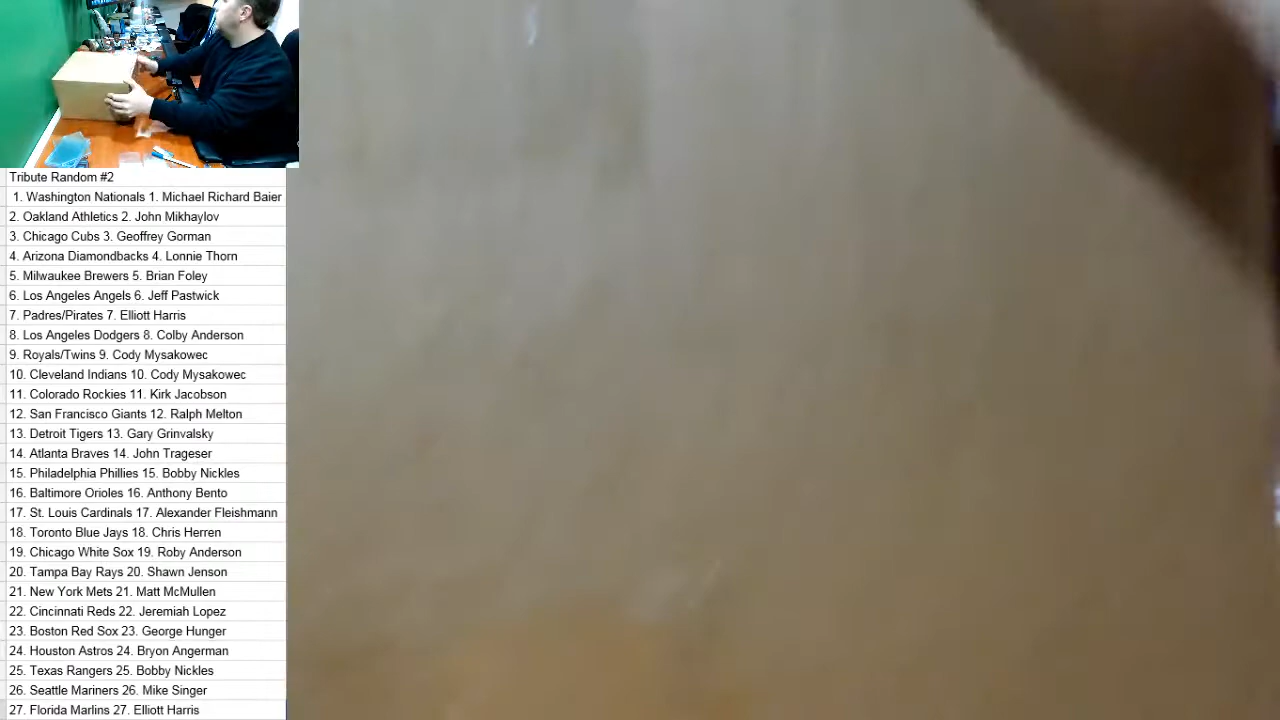 Tribute Random #2
1. Washington Nationals 1. Michael Richard Baier
2. Oakland Athletics 2. John Mikhaylov
3. Chicago Cubs 3. Geoffrey Gorman
4. Arizona Diamondbacks 4. Lonnie Thorn
5. Milwaukee Brewers 5. Brian Foley
6. Los Angeles Angels 6. Jeff Pastwick
7. Padres/Pirates 7. Elliott Harris
8. Los Angeles Dodgers 8. Colby Anderson
9. Royals/Twins 9. Cody Mysakowec
10. Cleveland Indians 10. Cody Mysakowec
11. Colorado Rockies 11. Kirk Jacobson
12. San Francisco Giants 12. Ralph Melton
13. Detroit Tigers 13. Gary Grinvalsky
14. Atlanta Braves 14. John Trageser
15. Philadelphia Phillies 15. Bobby Nickles
16. Baltimore Orioles 16. Anthony Bento
17. St. Louis Cardinals 17. Alexander Fleishmann
18. Toronto Blue Jays 18. Chris Herren
19. Chicago White Sox 19. Roby Anderson
20. Tampa Bay Rays 20. Shawn Jenson
21. New York Mets 21. Matt McMullen
22. Cincinnati Reds 22. Jeremiah Lopez
23. Boston Red Sox 23. George Hunger
24. Houston Astros 24. Bryon Angerman
25. Texas Rangers 25. Bobby Nickles
26. Seattle Mariners 26. Mike Singer
27. Florida Marlins 27. Elliott Harris